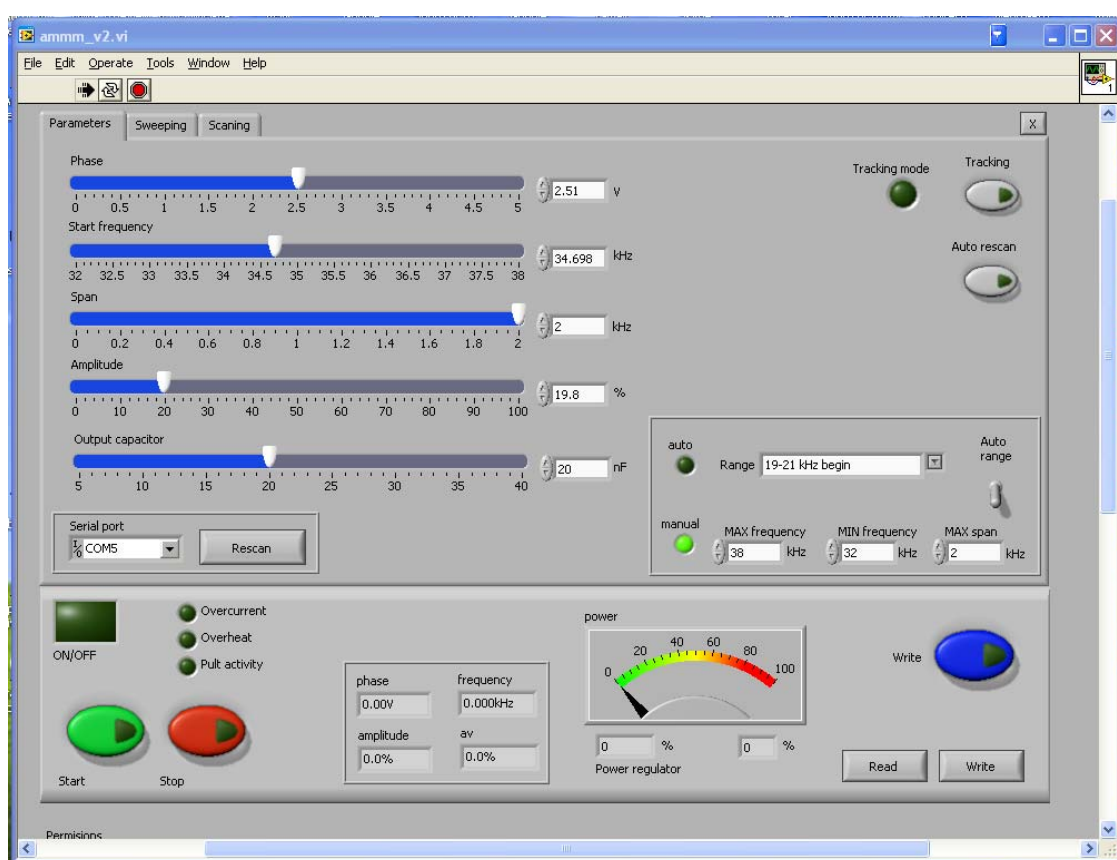 ammm_v2.vi
File Edit Operate Tools Window Help
1
Parameters Sweeping Scaning X
Phase
2.51 v
0 0.5 1 1.5 2 2.5 3 3.5 4 4.5 5
Tracking mode Tracking
Start frequency
34.698 kHz
32 32.5 33 33.5 34 34.5 35 35.5 36 36.5 37 37.5 38
Auto rescan
Span
2 kHz
0 0.2 0.4 0.6 0.8 1 1.2 1.4 1.6 1.8 2
Amplitude
19.8 %
0 10 20 30 40 50 60 70 80 90 100
Output capacitor
20 nF
5 10 15 20 25 30 35 40
auto Range 19-21 kHz begin Auto
range
manual MAX frequency MIN frequency MAX span
38 kHz 32 kHz 2 kHz
Serial port
I/O COM5 Rescan
ON/OFF
Overcurrent
Overheat
Pult activity
Start Stop
phase frequency
0.00V 0.000kHz
amplitude av
0.0% 0.0%
power
0 20 40 60 80 100
0 % 0 %
Power regulator
Write
Read Write
Permisions